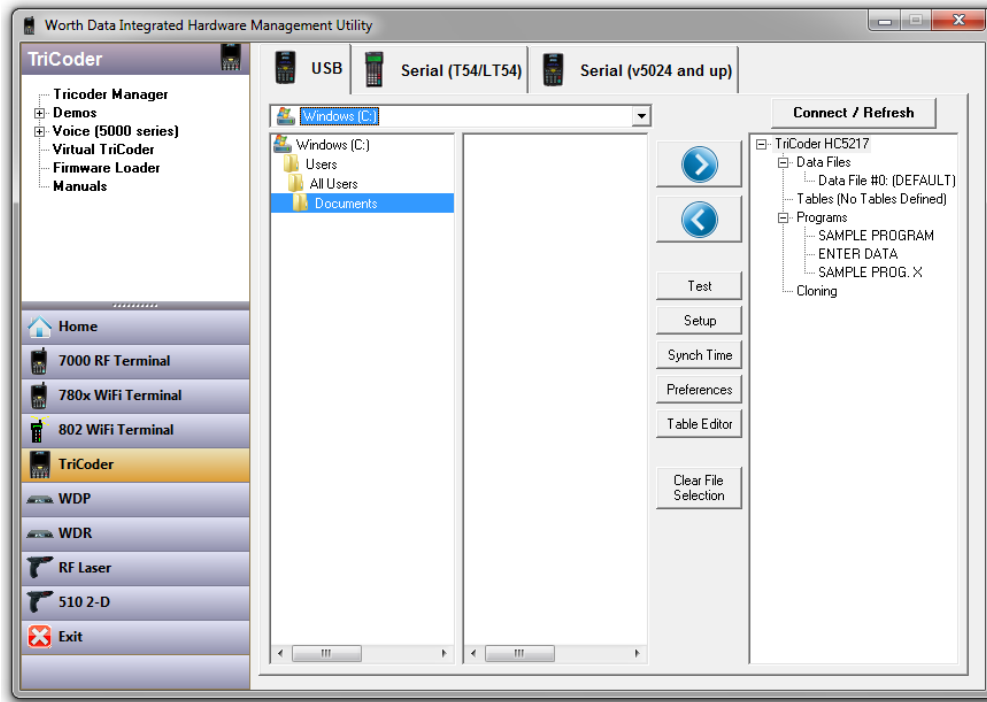 Worth Data Integrated Hardware Management Utility
TriCoder
Tricoder Manager
Demos
Voice (5000 series)
Virtual TriCoder
Firmware Loader
Manuals
Home
7000 RF Terminal
780x WiFi Terminal
802 WiFi Terminal
TriCoder
WDP
WDR
RF Laser
510 2-D
Exit
USB
Serial (T54/LT54)
Serial (v5024 and up)
Windows (C:)
Windows (C:)
Users
All Users
Documents
Test
Setup
Synch Time
Preferences
Table Editor
Clear File
Selection
Connect / Refresh
TriCoder HC5217
Data Files
Data File #0: (DEFAULT)
Tables (No Tables Defined)
Programs
SAMPLE PROGRAM
ENTER DATA
SAMPLE PROG. X
Cloning